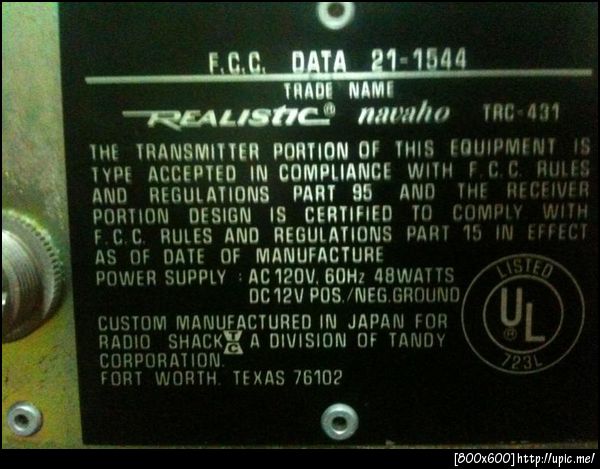 F.C.C. DATA 21-1544
TRADE NAME
REALISTIC® navaho TRC-431
THE TRANSMITTER PORTION OF THIS EQUIPMENT IS
TYPE ACCEPTED IN COMPLIANCE WITH F.C.C. RULES
AND REGULATIONS PART 95 AND THE RECEIVER
PORTION DESIGN IS CERTIFIED TO COMPLY WITH
F.C.C. RULES AND REGULATIONS PART 15 IN EFFECT
AS OF DATE OF MANUFACTURE
POWER SUPPLY : AC 120V, 60Hz 48WATTS
DC 12V POS./NEG.GROUND
LISTED
UL®
723L
CUSTOM MANUFACTURED IN JAPAN FOR
RADIO SHACK TC A DIVISION OF TANDY
CORPORATION.
FORT WORTH. TEXAS 76102
[800x600]http://upic.me/